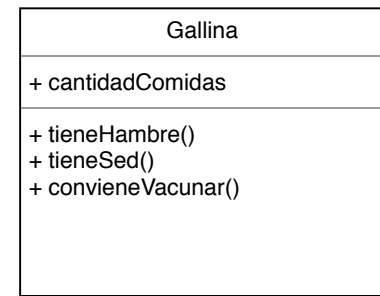 Gallina
+ cantidadComidas
+ tieneHambre()
+ tieneSed()
+ convieneVacunar()